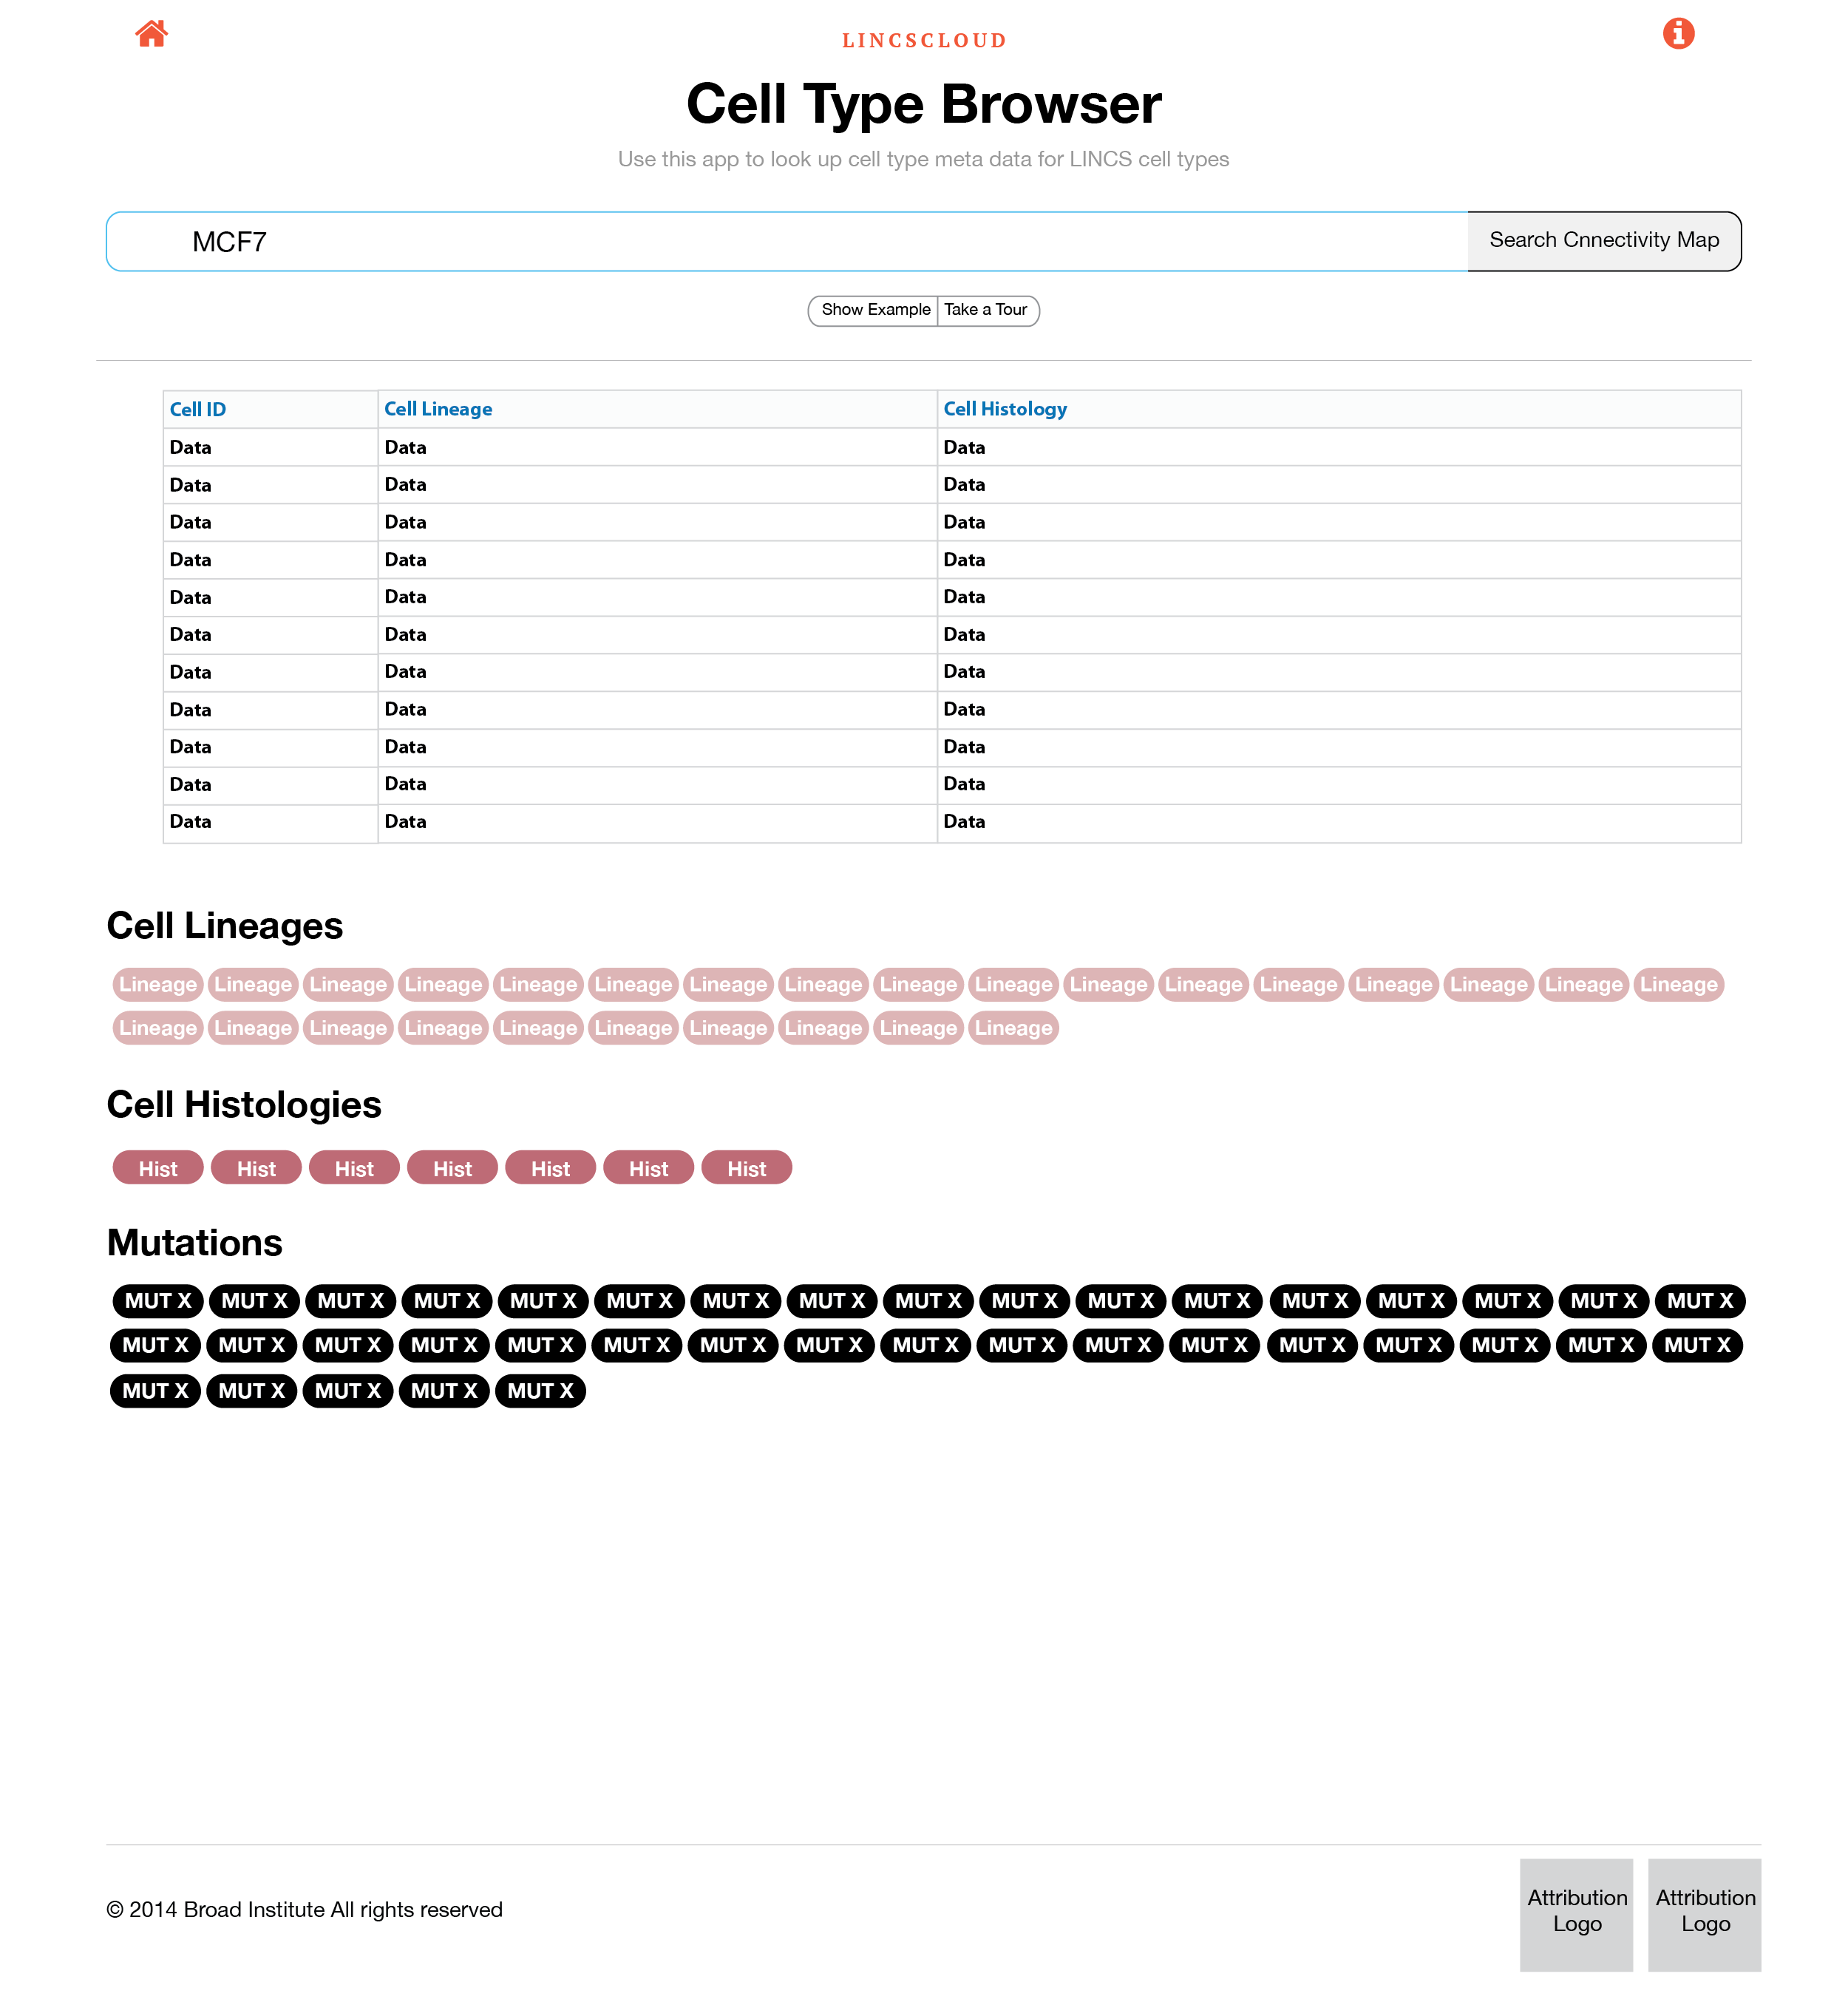 LINCSCLOUD
Cell Type Browser
Use this app to look up cell type meta data for LINCS cell types
MCF7 Search Cnnectivity Map
Show Example Take a Tour
Cell ID Cell Lineage Cell Histology
Data Data Data
Data Data Data
Data Data Data
Data Data Data
Data Data Data
Data Data Data
Data Data Data
Data Data Data
Data Data Data
Data Data Data
Data Data Data
Cell Lineages
Lineage Lineage Lineage Lineage Lineage Lineage Lineage Lineage Lineage Lineage Lineage Lineage Lineage Lineage Lineage Lineage Lineage
Lineage Lineage Lineage Lineage Lineage Lineage Lineage Lineage Lineage Lineage
Cell Histologies
Hist Hist Hist Hist Hist Hist Hist
Mutations
MUT X MUT X MUT X MUT X MUT X MUT X MUT X MUT X MUT X MUT X MUT X MUT X MUT X MUT X MUT X MUT X MUT X
MUT X MUT X MUT X MUT X MUT X MUT X MUT X MUT X MUT X MUT X MUT X MUT X MUT X MUT X MUT X MUT X MUT X
MUT X MUT X MUT X MUT X MUT X
© 2014 Broad Institute All rights reserved
Attribution Logo
Attribution Logo